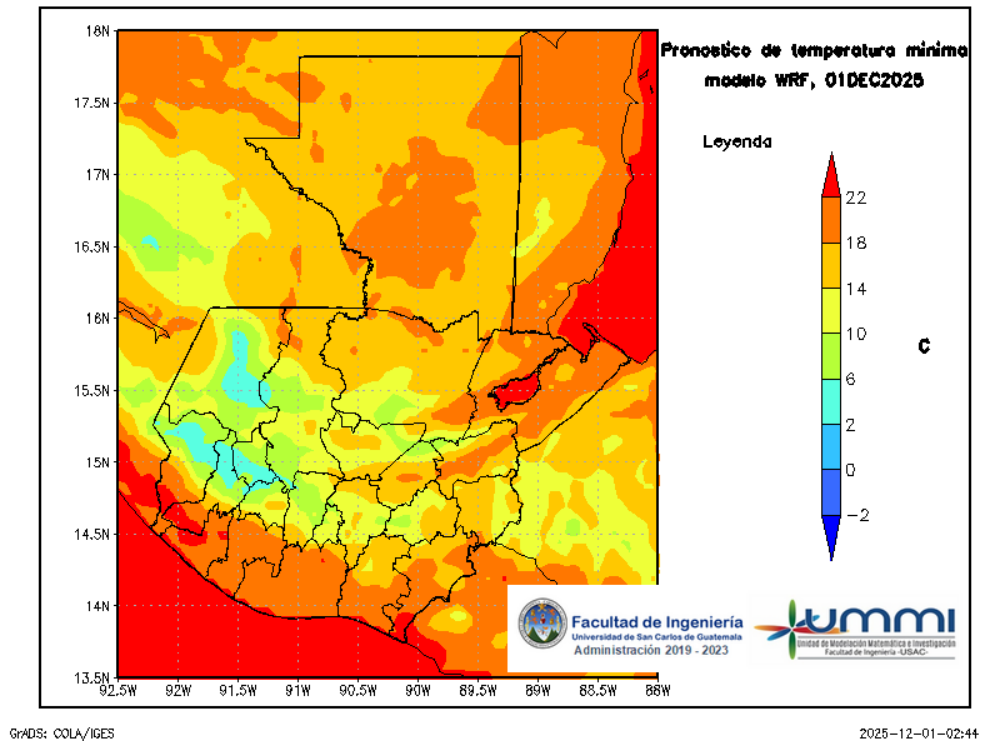 Pronostico de temperatura minima
modelo WRF, 01DEC2025
Leyenda
22
18
14
10
6
2
0
-2
C
18N
17.5N
17N
16.5N
16N
15.5N
15N
14.5N
14N
13.5N
92.5W 92W 91.5W 91W 90.5W 90W 89.5W 89W 88.5W 88W
Facultad de Ingeniería
Universidad de San Carlos de Guatemala
Administración 2019 - 2023
ummi
Unidad de Modelación Matemática e Investigación
Facultad de Ingeniería -USAC-
GrADS: COLA/IGES
2025-12-01-02:44